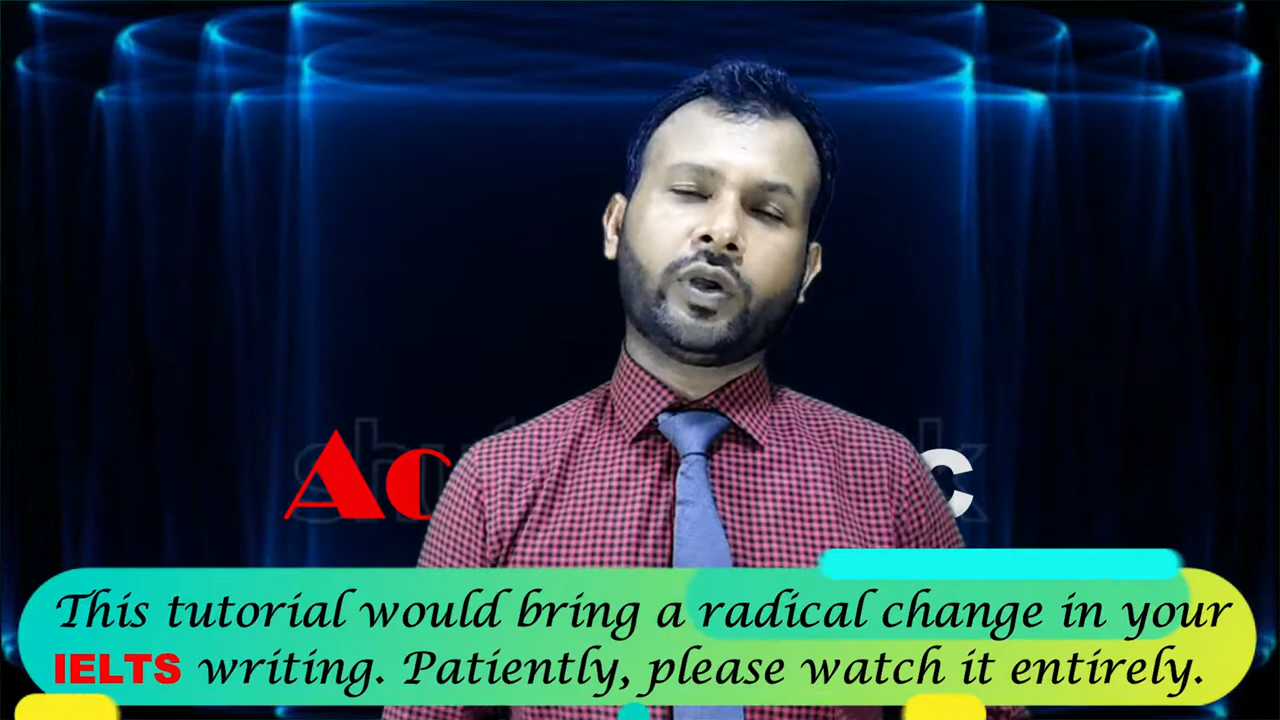 This tutorial would bring a radical change in your
IELTS writing. Patiently, please watch it entirely.